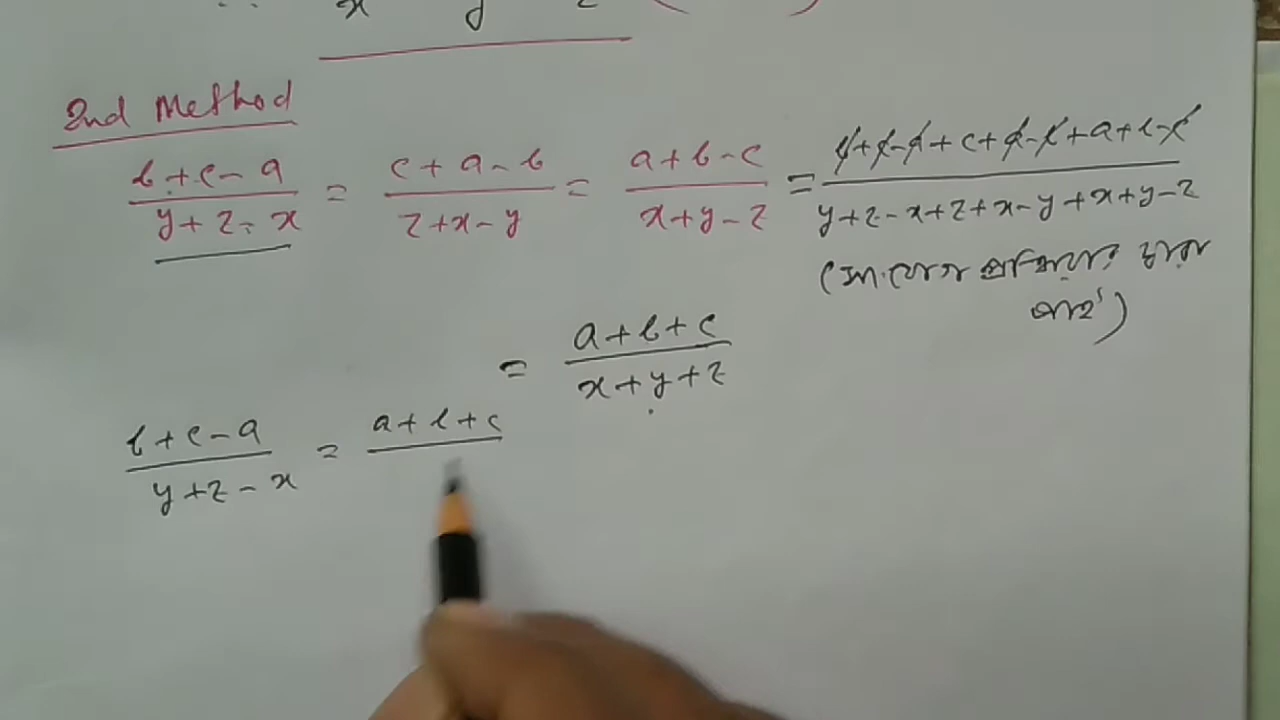 x y z
2nd Method
(b+c-a)/(y+z-x) = (c+a-b)/(z+x-y) = (a+b-c)/(x+y-z) = (b+c-a+c+a-b+a+b-c)/(y+z-x+z+x-y+x+y-z)
= (a+b+c)/(x+y+z)
(b+c-a)/(y+z-x) = a+b+c